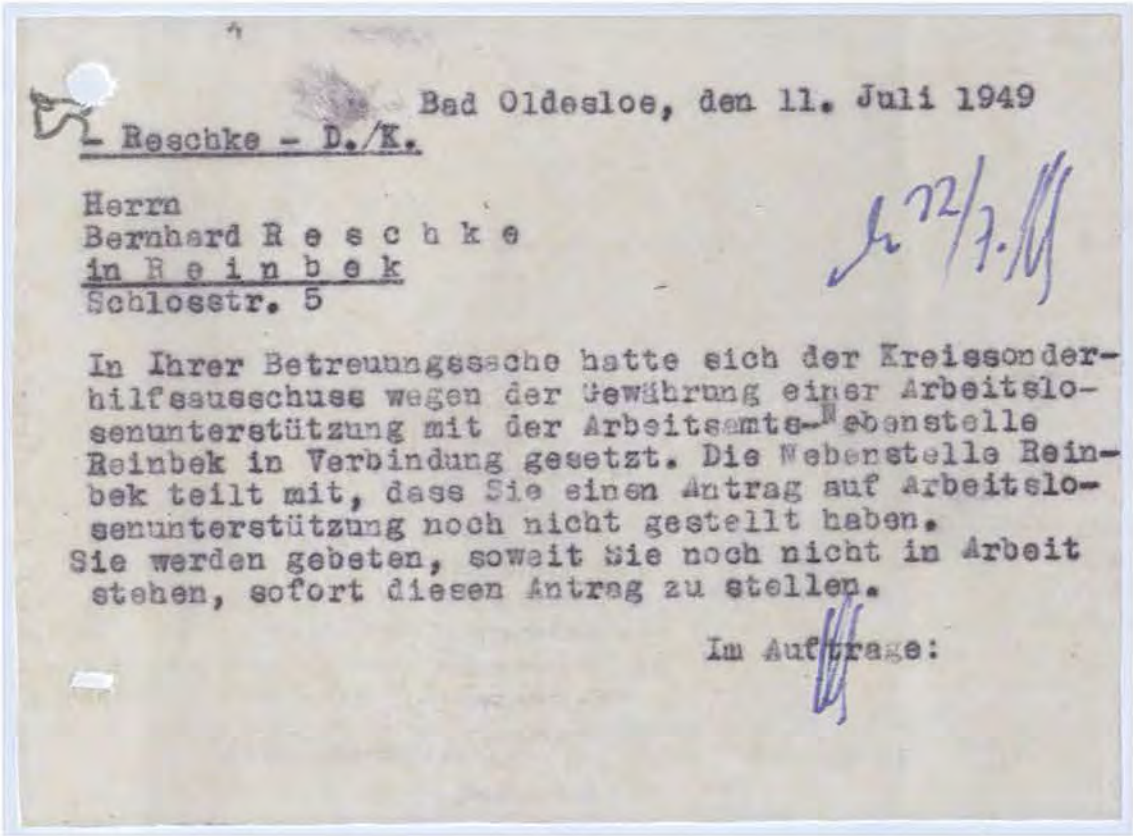 Bad Oldesloe, den 11. Juli 1949
- Reschke - D./K.
Herrn
Bernhard R e s c h k e
in R e i n b e k
Schlosstr. 5
12/7.
In Ihrer Betreuungssache hatte sich der Kreissonder-
hilfsausschuss wegen der Gewährung einer Arbeitslo-
senunterstützung mit der Arbeitsamts-Nebenstelle
Reinbek in Verbindung gesetzt. Die Nebenstelle Rein-
bek teilt mit, dass Sie einen Antrag auf Arbeitslo-
senunterstützung noch nicht gestellt haben.
Sie werden gebeten, soweit Sie noch nicht in Arbeit
stehen, sofort diesen Antrag zu stellen.
Im Auftrage: